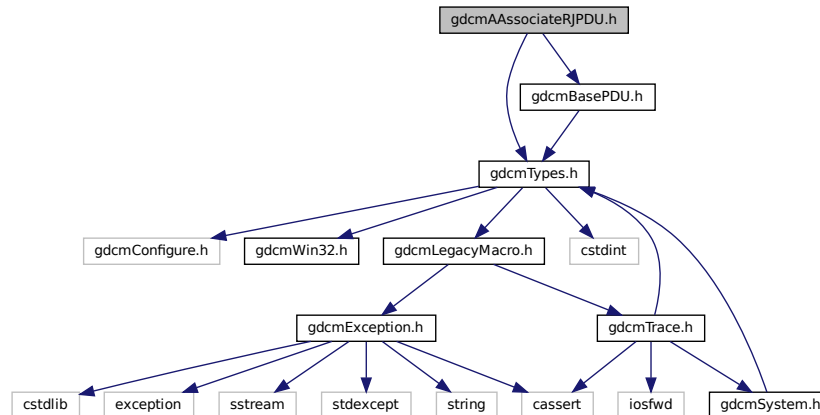 gdcmAAssociateRJPDU.h
gdcmBasePDU.h
gdcmTypes.h
gdcmConfigure.h
gdcmWin32.h
gdcmLegacyMacro.h
cstdint
gdcmException.h
gdcmTrace.h
cstdlib
exception
sstream
stdexcept
string
cassert
iosfwd
gdcmSystem.h